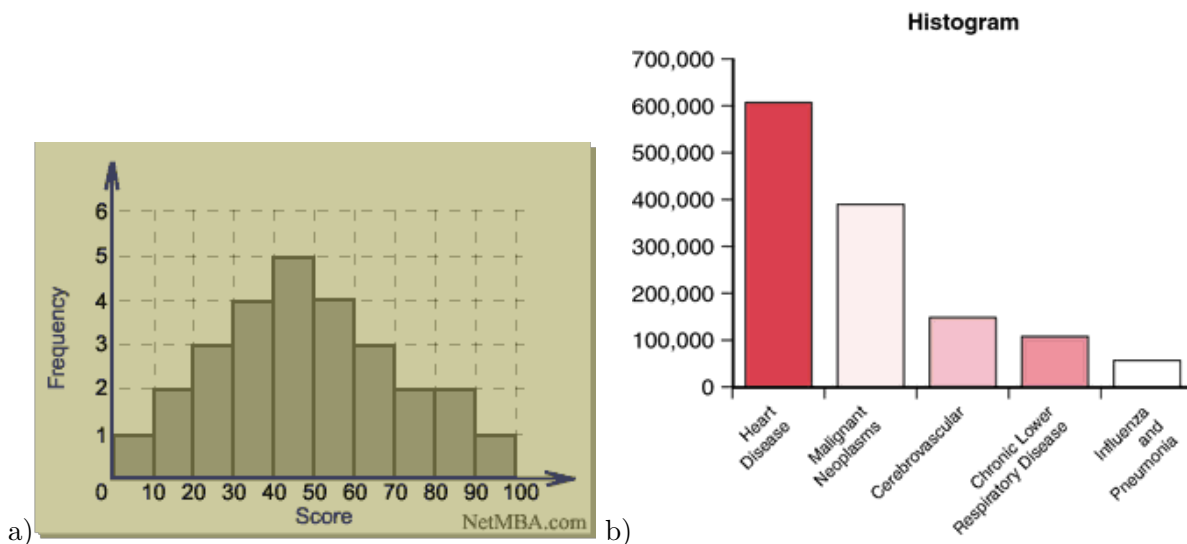 Histogram
700,000
600,000
500,000
400,000
300,000
200,000
100,000
0
Heart
Disease
Malignant
Neoplasms
Cerebrovascular
Chronic Lower
Respiratory Disease
Influenza
and
Pneumonia
b)
6
5
4
3
2
1
Frequency
0 10 20 30 40 50 60 70 80 90 100
Score
NetMBA.com
a)